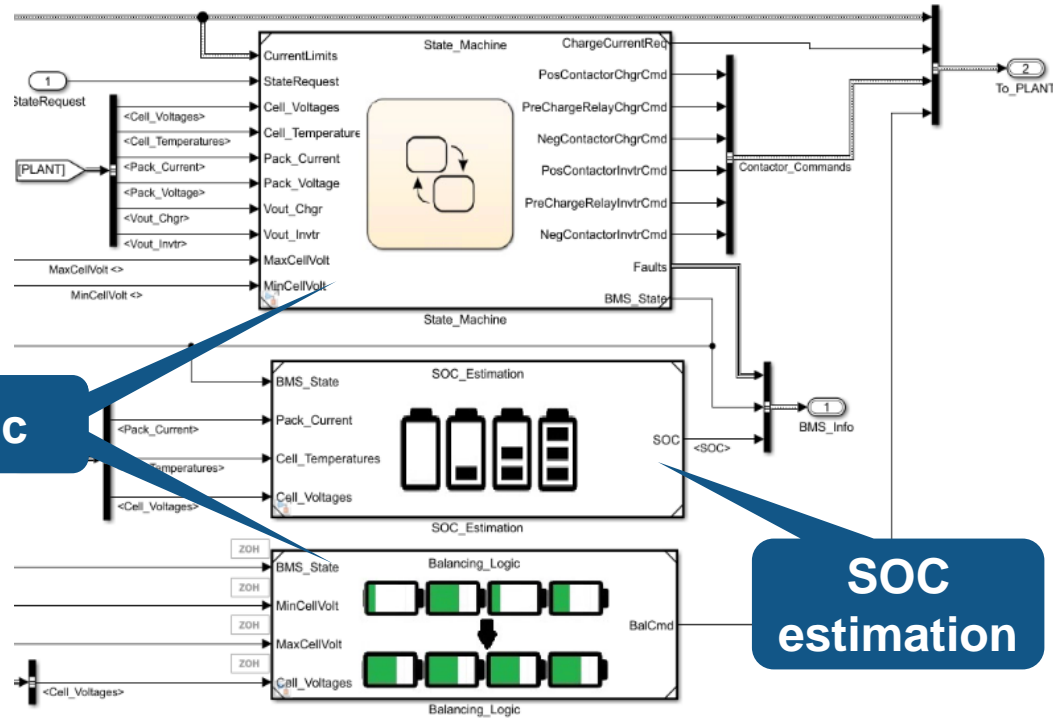 State_Machine
CurrentLimits
StateRequest
Cell_Voltages
Cell_Temperature
Pack_Current
Pack_Voltage
Vout_Chgr
Vout_Invtr
MaxCellVolt
MinCellVolt
ChargeCurrentReq
PosContactorChgrCmd
PreChargeRelayChgrCmd
NegContactorChgrCmd
PosContactorInvtrCmd
PreChargeRelayInvtrCmd
NegContactorInvtrCmd
Faults
BMS_State
State_Machine
1
StateRequest
[PLANT]
<Cell_Voltages>
<Cell_Temperatures>
<Pack_Current>
<Pack_Voltage>
<Vout_Chgr>
<Vout_Invtr>
MaxCellVolt <>
MinCellVolt <>
Contactor_Commands
2
To_PLANT
SOC_Estimation
BMS_State
Pack_Current
Cell_Temperatures
Cell_Voltages
SOC
SOC_Estimation
<Pack_Current>
Temperatures>
<Cell_Voltages>
<SOC>
1
BMS_Info
c
SOC
estimation
ZOH
ZOH
ZOH
ZOH
Balancing_Logic
BMS_State
MinCellVolt
MaxCellVolt
Cell_Voltages
BalCmd
Balancing_Logic
<Cell_Voltages>